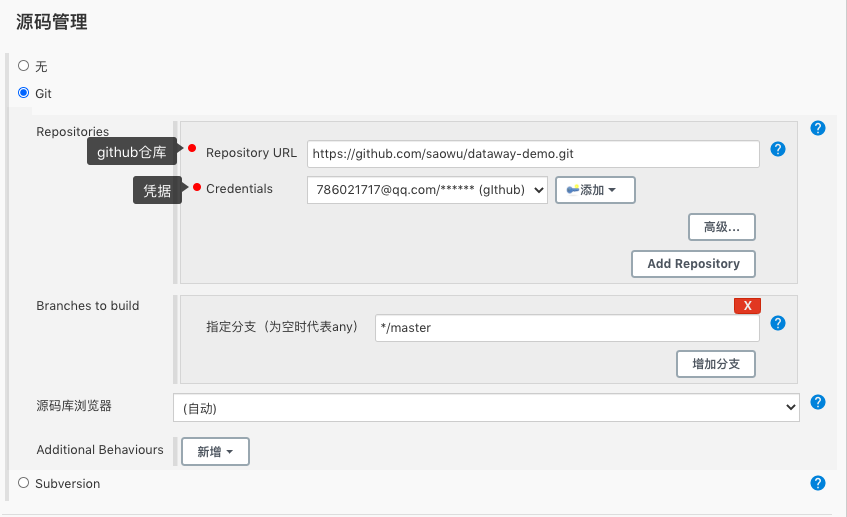 源码管理
无
Git
Repositories
github仓库
Repository URL
https://github.com/saowu/dataway-demo.git
?
?
凭据
Credentials
786021717@qq.com/****** (gIthub)
添加
高级...
Add Repository
Branches to build
X
指定分支（为空时代表any）
*/master
?
增加分支
源码库浏览器
(自动)
?
Additional Behaviours
新增
Subversion
?